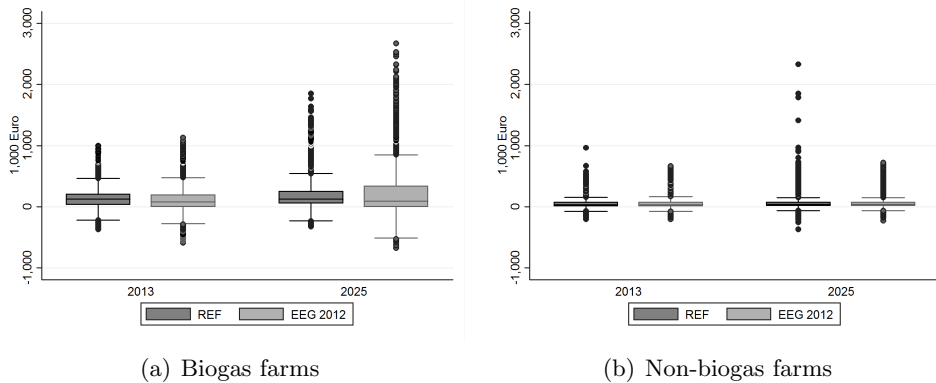 3,000
2,000
1,000 Euro
1,000
0
-1,000
2013
2025
REF
EEG 2012
(a) Biogas farms
3,000
2,000
1,000 Euro
1,000
0
-1,000
2013
2025
REF
EEG 2012
(b) Non-biogas farms